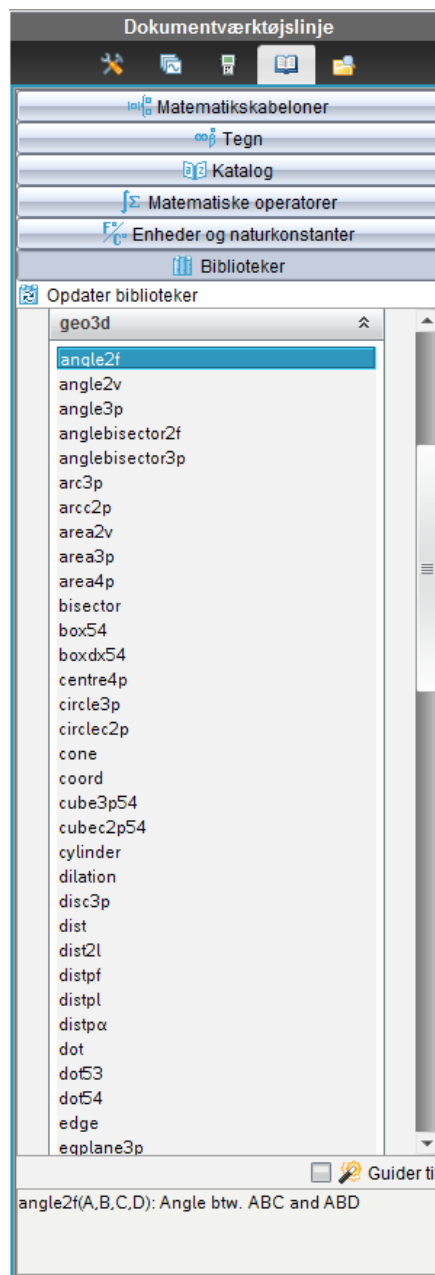 Dokumentværktøjslinje
Matematikskabeloner
Tegn
Katalog
Matematiske operatorer
Enheder og naturkonstanter
Biblioteker
Opdater biblioteker
geo3d
angle2f
angle2v
angle3p
anglebisector2f
anglebisector3p
arc3p
arcc2p
area2v
area3p
area4p
bisector
box54
boxdx54
centre4p
circle3p
circlec2p
cone
coord
cube3p54
cubec2p54
cylinder
dilation
disc3p
dist
dist2l
distpf
distpl
distpα
dot
dot53
dot54
edge
eqplane3p
Guider til
angle2f(A,B,C,D): Angle btw. ABC and ABD